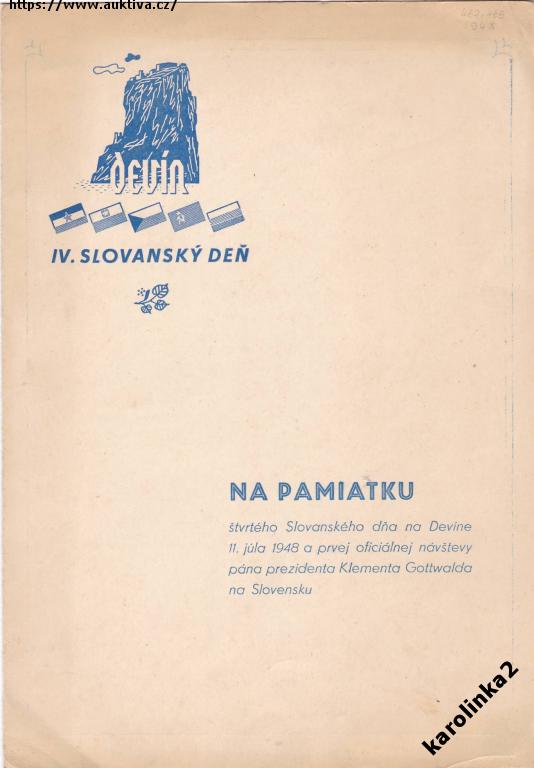 https://www.auktiva.cz/
DEVÍN
IV. SLOVANSKÝ DEŇ
NA PAMIATKU
štvrtého Slovanského dňa na Devíne
11. júla 1948 a prvej oficiálnej návštevy
pána prezidenta Klementa Gottwalda
na Slovensku
karolinka2